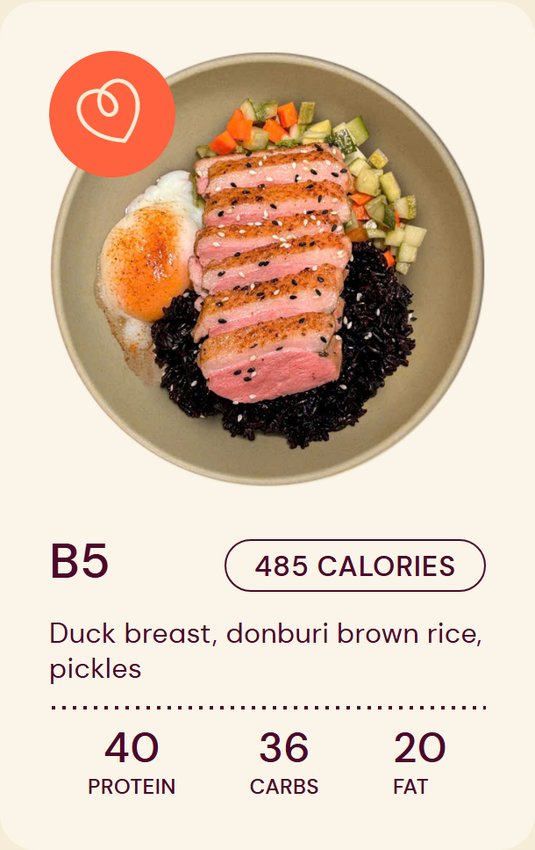 B5
485 CALORIES
Duck breast, donburi brown rice,
pickles
40 36 20
PROTEIN CARBS FAT